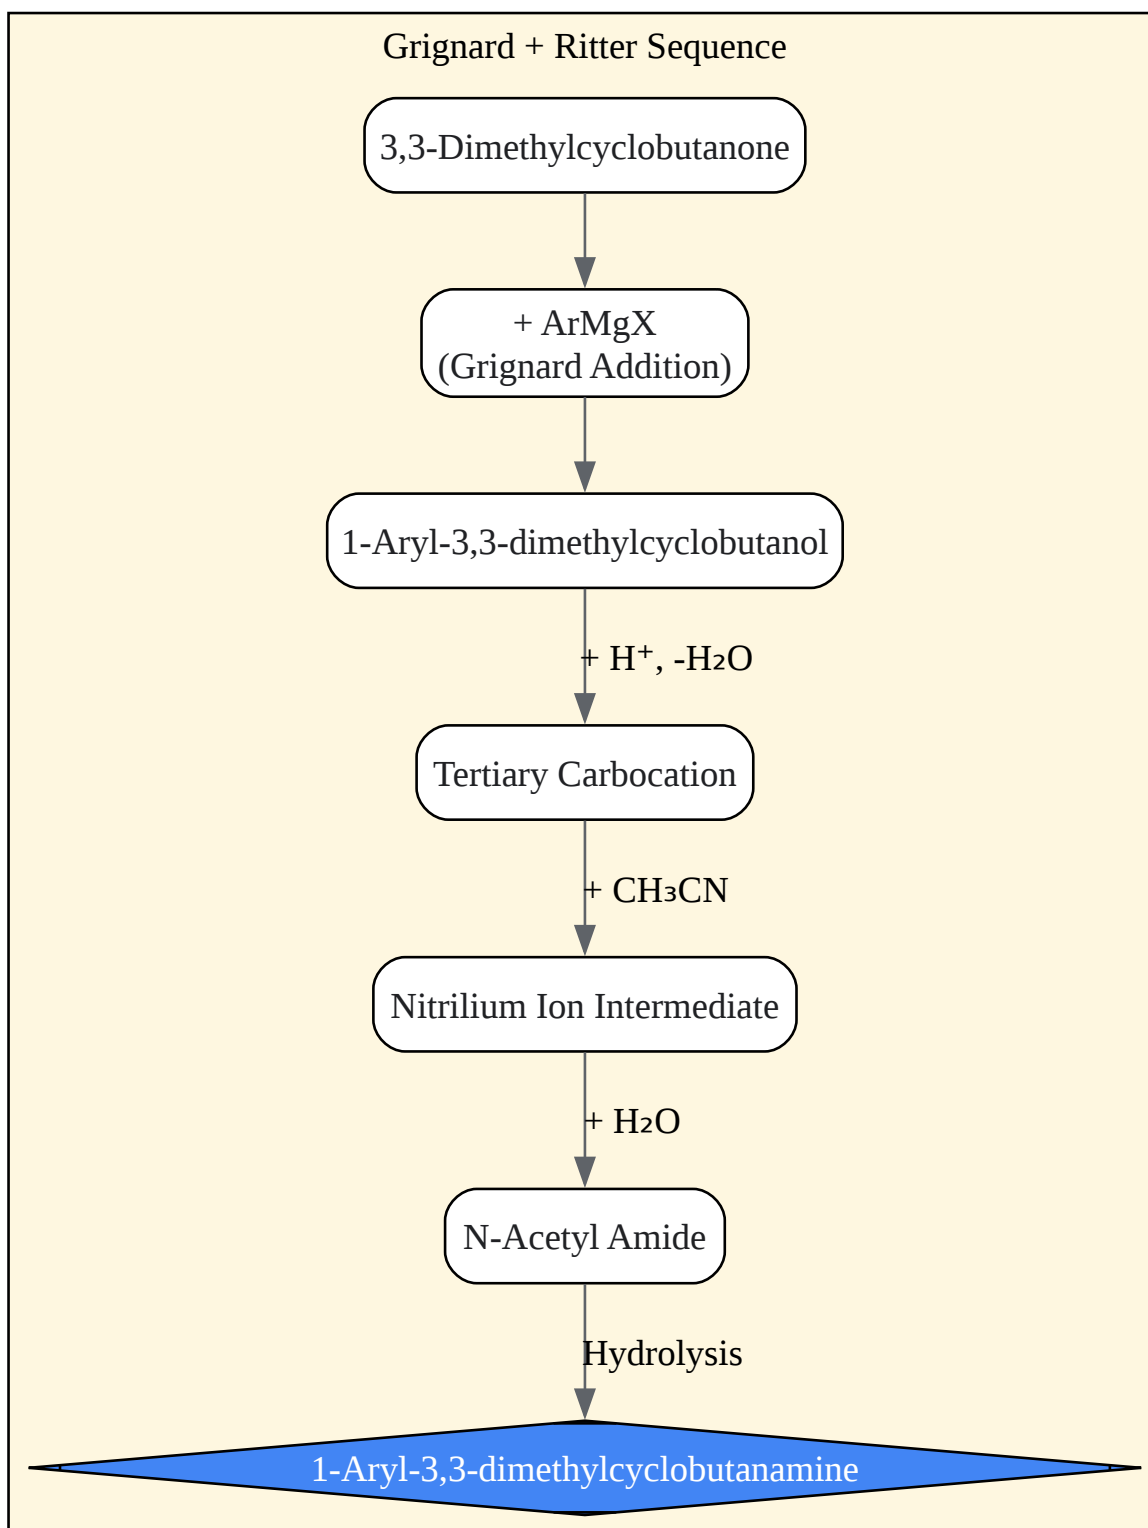 Grignard + Ritter Sequence
3,3-Dimethylcyclobutanone
+ ArMgX
(Grignard Addition)
1-Aryl-3,3-dimethylcyclobutanol
+ H⁺, -H₂O
Tertiary Carbocation
+ CH₃CN
Nitrilium Ion Intermediate
+ H₂O
N-Acetyl Amide
Hydrolysis
1-Aryl-3,3-dimethylcyclobutanamine